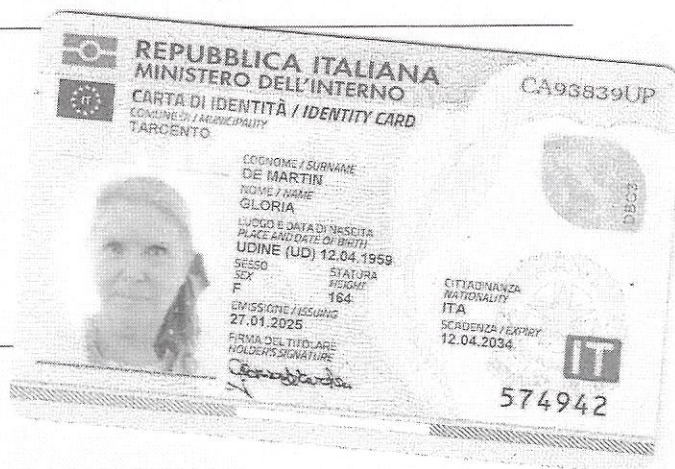 REPUBBLICA ITALIANA
MINISTERO DELL'INTERNO
CA93839UP
CARTA DI IDENTITÀ / IDENTITY CARD
COMUNE DI / MUNICIPALITY
TARCENTO
COGNOME / SURNAME
DE MARTIN
NOME / NAME
GLORIA
LUOGO E DATA DI NASCITA
PLACE AND DATE OF BIRTH
UDINE (UD) 12.04.1959
SESSO STATURA
SEX HEIGHT
F 164
CITTADINANZA
NATIONALITY
ITA
EMISSIONE / ISSUING
27.01.2025
SCADENZA / EXPIRY
12.04.2034
FIRMA DEL TITOLARE
HOLDER'S SIGNATURE
IT
574942